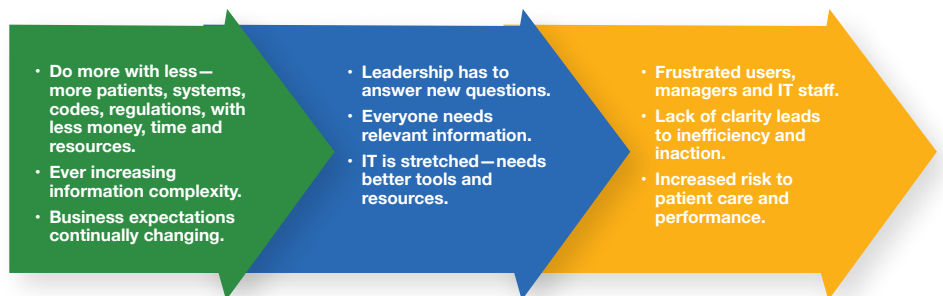 • Do more with less—
more patients, systems,
codes, regulations, with
less money, time and
resources.
• Ever increasing
information complexity.
• Business expectations
continually changing.
• Leadership has to
answer new questions.
• Everyone needs
relevant information.
• IT is stretched—needs
better tools and
resources.
• Frustrated users,
managers and IT staff.
• Lack of clarity leads
to inefficiency and
inaction.
• Increased risk to
patient care and
performance.